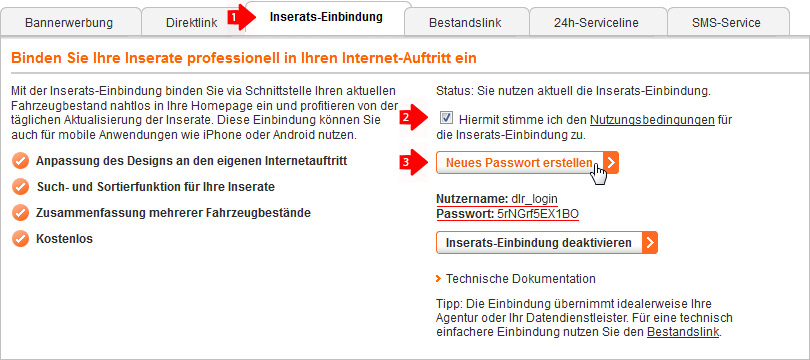 Bannerwerbung
Direktlink
1
Inserats-Einbindung
Bestandslink
24h-Serviceline
SMS-Service
Binden Sie Ihre Inserate professionell in Ihren Internet-Auftritt ein
Mit der Inserats-Einbindung binden Sie via Schnittstelle Ihren aktuellen
Fahrzeugbestand nahtlos in Ihre Homepage ein und profitieren von der
täglichen Aktualisierung der Inserate. Diese Einbindung können Sie
auch für mobile Anwendungen wie iPhone oder Android nutzen.
Anpassung des Designs an den eigenen Internetauftritt
Such- und Sortierfunktion für Ihre Inserate
Zusammenfassung mehrerer Fahrzeugbestände
Kostenlos
Status: Sie nutzen aktuell die Inserats-Einbindung.
2
Hiermit stimme ich den Nutzungsbedingungen für
die Inserats-Einbindung zu.
3
Neues Passwort erstellen
Nutzername: dlr_login
Passwort: 5rNGrf5EX1BO
Inserats-Einbindung deaktivieren
Technische Dokumentation
Tipp: Die Einbindung übernimmt idealerweise Ihre
Agentur oder Ihr Datendienstleister. Für eine technisch
einfachere Einbindung nutzen Sie den Bestandslink.